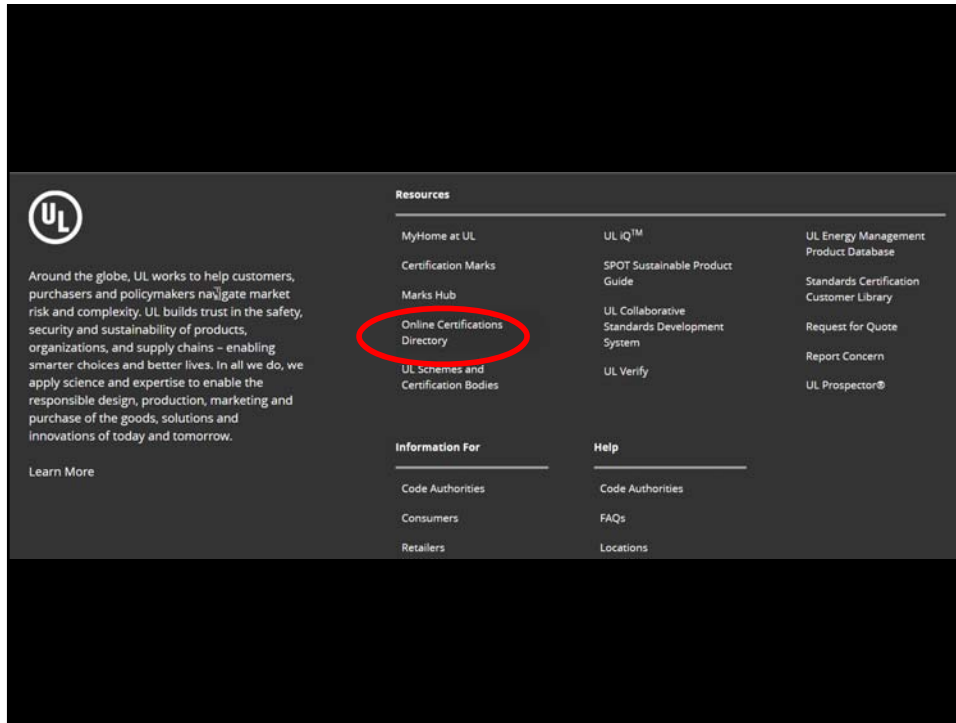 UL
Around the globe, UL works to help customers,
purchasers and policymakers navigate market
risk and complexity. UL builds trust in the safety,
security and sustainability of products,
organizations, and supply chains – enabling
smarter choices and better lives. In all we do, we
apply science and expertise to enable the
responsible design, production, marketing and
purchase of the goods, solutions and
innovations of today and tomorrow.
Learn More
Resources
MyHome at UL
Certification Marks
Marks Hub
Online Certifications
Directory
UL Schemes and
Certification Bodies
UL iQ™
SPOT Sustainable Product
Guide
UL Collaborative
Standards Development
System
UL Verify
UL Energy Management
Product Database
Standards Certification
Customer Library
Request for Quote
Report Concern
UL Prospector®
Information For
Code Authorities
Consumers
Retailers
Help
Code Authorities
FAQs
Locations